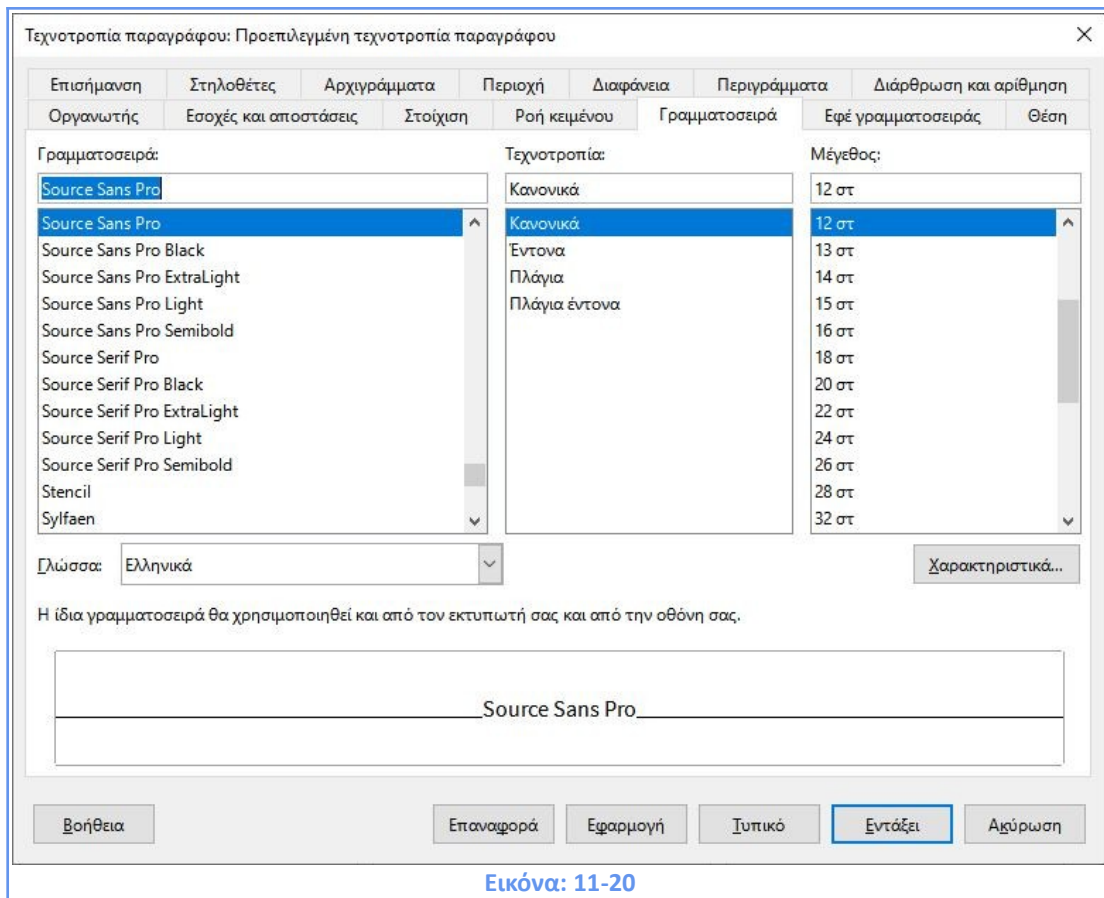 Τεχνοτροπία παραγράφου: Προεπιλεγμένη τεχνοτροπία παραγράφου
Επισήμανση Στηλοθέτες Αρχιγράμματα Περιοχή Διαφάνεια Περιγράμματα Διάρθρωση και αρίθμηση
Οργανωτής Εσοχές και αποστάσεις Στοίχιση Ροή κειμένου Γραμματοσειρά Εφέ γραμματοσειράς Θέση
Γραμματοσειρά: Τεχνοτροπία: Μέγεθος:
Source Sans Pro Κανονικά 12 στ
Source Sans Pro Κανονικά 12 στ
Source Sans Pro Black Έντονα 13 στ
Source Sans Pro ExtraLight Πλάγια 14 στ
Source Sans Pro Light Πλάγια έντονα 15 στ
Source Sans Pro Semibold 16 στ
Source Serif Pro 18 στ
Source Serif Pro Black 20 στ
Source Serif Pro ExtraLight 22 στ
Source Serif Pro Light 24 στ
Source Serif Pro Semibold 26 στ
Stencil 28 στ
Sylfaen 32 στ
Γλώσσα: Ελληνικά Χαρακτηριστικά...
Η ίδια γραμματοσειρά θα χρησιμοποιηθεί και από τον εκτυπωτή σας και από την οθόνη σας.
Source Sans Pro
Βοήθεια Επαναφορά Εφαρμογή Τυπικό Εντάξει Ακύρωση
Εικόνα: 11-20